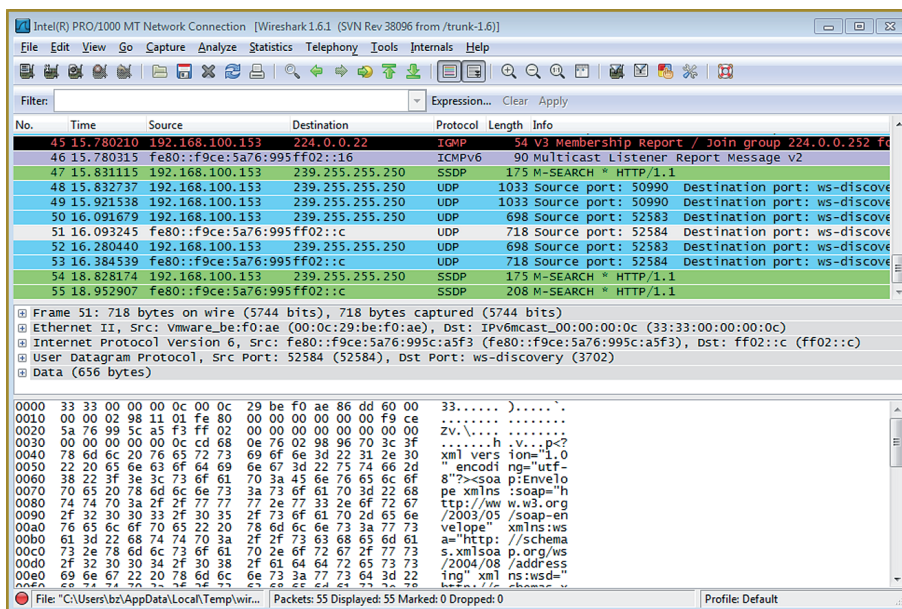 Intel(R) PRO/1000 MT Network Connection [Wireshark 1.6.1 (SVN Rev 38096 from /trunk-1.6)]
File Edit View Go Capture Analyze Statistics Telephony Tools Internals Help
Filter: Expression... Clear Apply
No. Time Source Destination Protocol Length Info
45 15.780210 192.168.100.153 224.0.0.22 IGMP 54 V3 Membership Report / Join group 224.0.0.252 fo
46 15.780315 fe80::f9ce:5a76:995 ff02::16 ICMPv6 90 Multicast Listener Report Message v2
47 15.831115 192.168.100.153 239.255.255.250 SSDP 175 M-SEARCH * HTTP/1.1
48 15.832737 192.168.100.153 239.255.255.250 UDP 1033 Source port: 50990 Destination port: ws-discove
49 15.921538 192.168.100.153 239.255.255.250 UDP 1033 Source port: 50990 Destination port: ws-discove
50 16.091679 192.168.100.153 239.255.255.250 UDP 698 Source port: 52583 Destination port: ws-discove
51 16.093245 fe80::f9ce:5a76:995 ff02::c UDP 718 Source port: 52584 Destination port: ws-discove
52 16.280440 192.168.100.153 239.255.255.250 UDP 698 Source port: 52583 Destination port: ws-discove
53 16.384539 fe80::f9ce:5a76:995 ff02::c UDP 718 Source port: 52584 Destination port: ws-discove
54 18.828174 192.168.100.153 239.255.255.250 SSDP 175 M-SEARCH * HTTP/1.1
55 18.952907 fe80::f9ce:5a76:995 ff02::c SSDP 208 M-SEARCH * HTTP/1.1
Frame 51: 718 bytes on wire (5744 bits), 718 bytes captured (5744 bits)
Ethernet II, Src: Vmware_be:f0:ae (00:0c:29:be:f0:ae), Dst: IPv6mcast_00:00:00:0c (33:33:00:00:00:0c)
Internet Protocol Version 6, Src: fe80::f9ce:5a76:995c:a5f3 (fe80::f9ce:5a76:995c:a5f3), Dst: ff02::c (ff02::c)
User Datagram Protocol, Src Port: 52584 (52584), Dst Port: ws-discovery (3702)
Data (656 bytes)
0000 33 33 00 00 00 0c 00 0c 29 be f0 ae 86 dd 60 00 33...... ).....`.
0010 00 00 02 98 11 01 fe 80 00 00 00 00 00 00 f9 ce ........ ........
0020 5a 76 99 5c a5 f3 ff 02 00 00 00 00 00 00 00 00 zv.\.... ........
0030 00 00 00 00 00 0c cd 68 0e 76 02 98 96 70 3c 3f .......h .v...p<?
0040 78 6d 6c 20 76 65 72 73 69 6f 6e 3d 22 31 2e 30 xml vers ion="1.0
0050 22 20 65 6e 63 6f 64 69 6e 67 3d 22 75 74 66 2d " encodi ng="utf-
0060 38 22 3f 3e 3c 73 6f 61 70 3a 45 6e 76 65 6c 6f 8"?><soa p:Envelo
0070 70 65 20 78 6d 6c 6e 73 3a 73 6f 61 70 3d 22 68 pe xmlns :soap="h
0080 74 74 70 3a 2f 2f 77 77 77 2e 77 33 2e 6f 72 67 ttp://ww w.w3.org
0090 2f 32 30 30 33 2f 30 35 2f 73 6f 61 70 2d 65 6e /2003/05 /soap-en
00a0 76 65 6c 6f 70 65 22 20 78 6d 6c 6e 73 3a 77 73 velope" xmlns:ws
00b0 61 3d 22 68 74 74 70 3a 2f 2f 73 63 68 65 6d 61 a="http: //schema
00c0 73 2e 78 6d 6c 73 6f 61 70 2e 6f 72 67 2f 77 73 s.xmlsoa p.org/ws
00d0 2f 32 30 30 34 2f 30 38 2f 61 64 64 72 65 73 73 /2004/08 /address
00e0 69 6e 67 22 20 78 6d 6c 6e 73 3a 77 73 64 3d 22 ing" xml ns:wsd="
File: "C:\Users\bz\AppData\Local\Temp\wir... Packets: 55 Displayed: 55 Marked: 0 Dropped: 0 Profile: Default